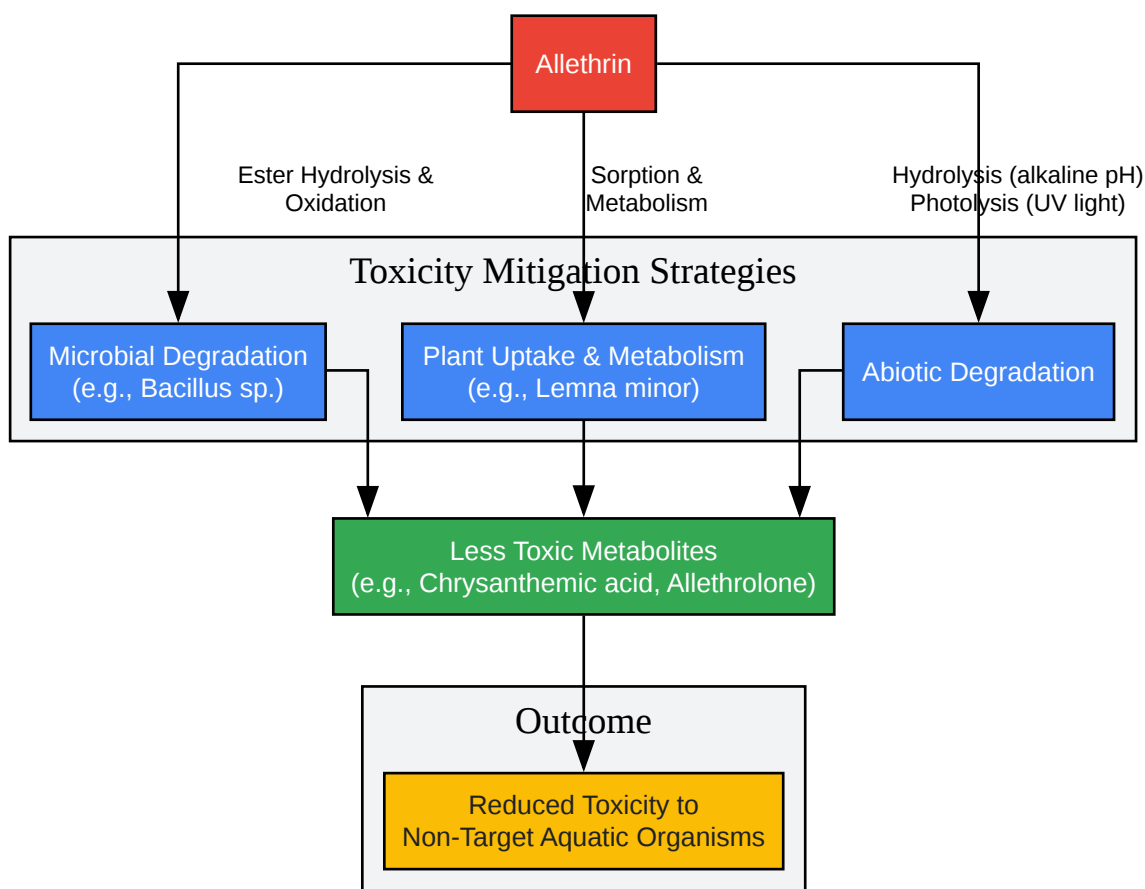 Allethrin
Ester Hydrolysis &
Oxidation
Sorption &
Metabolism
Hydrolysis (alkaline pH)
Photolysis (UV light)
Toxicity Mitigation Strategies
Microbial Degradation
(e.g., Bacillus sp.)
Plant Uptake & Metabolism
(e.g., Lemna minor)
Abiotic Degradation
Less Toxic Metabolites
(e.g., Chrysanthemic acid, Allethrolone)
Outcome
Reduced Toxicity to
Non-Target Aquatic Organisms